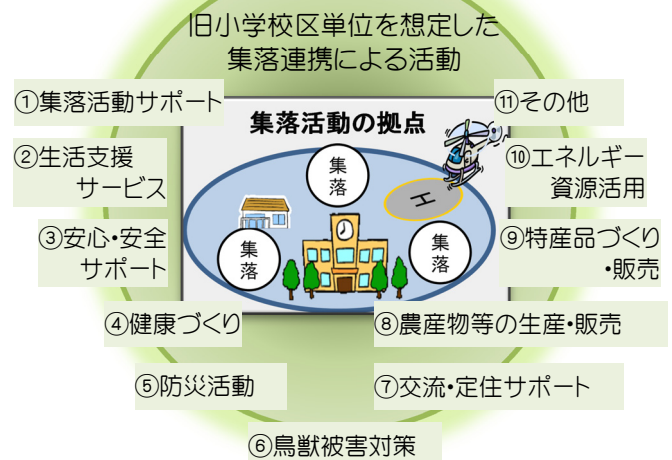 旧小学校区単位を想定した
集落連携による活動
①集落活動サポート
②生活支援
サービス
③安心・安全
サポート
④健康づくり
⑤防災活動
⑥鳥獣被害対策
⑦交流・定住サポート
⑧農産物等の生産・販売
⑨特産品づくり
・販売
⑩エネルギー
資源活用
⑪その他
集落活動の拠点
集落
集落
集落
H